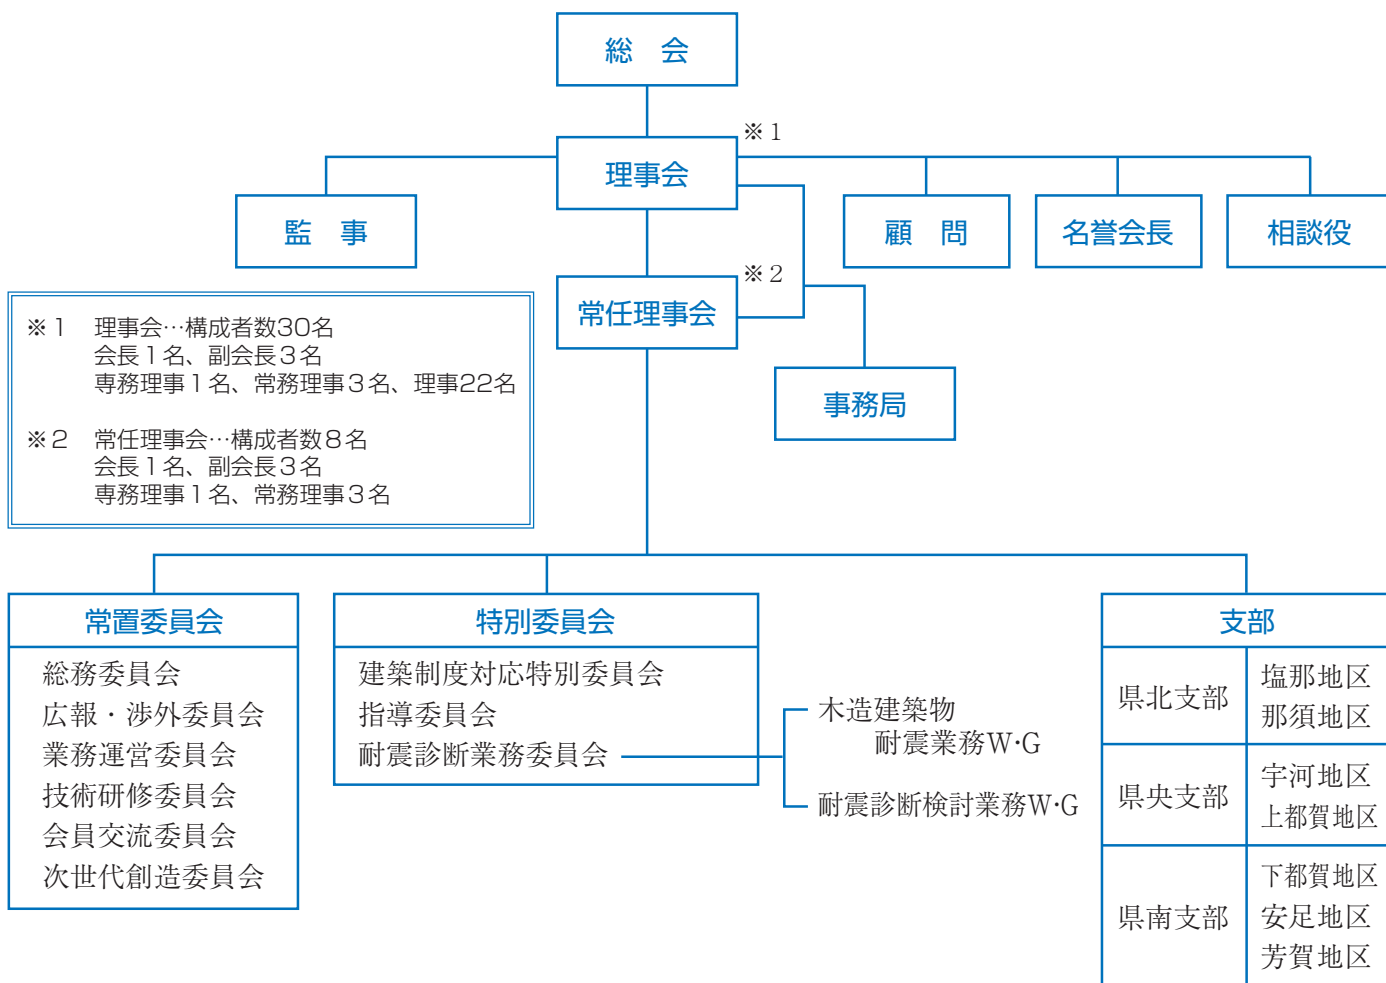 総　会
※１
理事会
監　事
顧　問
名誉会長
相談役
※２
常任理事会
事務局
※１　理事会…構成者数30名
会長１名、副会長３名
専務理事１名、常務理事３名、理事22名
※２　常任理事会…構成者数８名
会長１名、副会長３名
専務理事１名、常務理事３名
常置委員会
総務委員会
広報・渉外委員会
業務運営委員会
技術研修委員会
会員交流委員会
次世代創造委員会
特別委員会
建築制度対応特別委員会
指導委員会
耐震診断業務委員会
木造建築物
耐震業務W・G
耐震診断検討業務W・G
支部
県北支部
塩那地区
那須地区
県央支部
宇河地区
上都賀地区
県南支部
下都賀地区
安足地区
芳賀地区